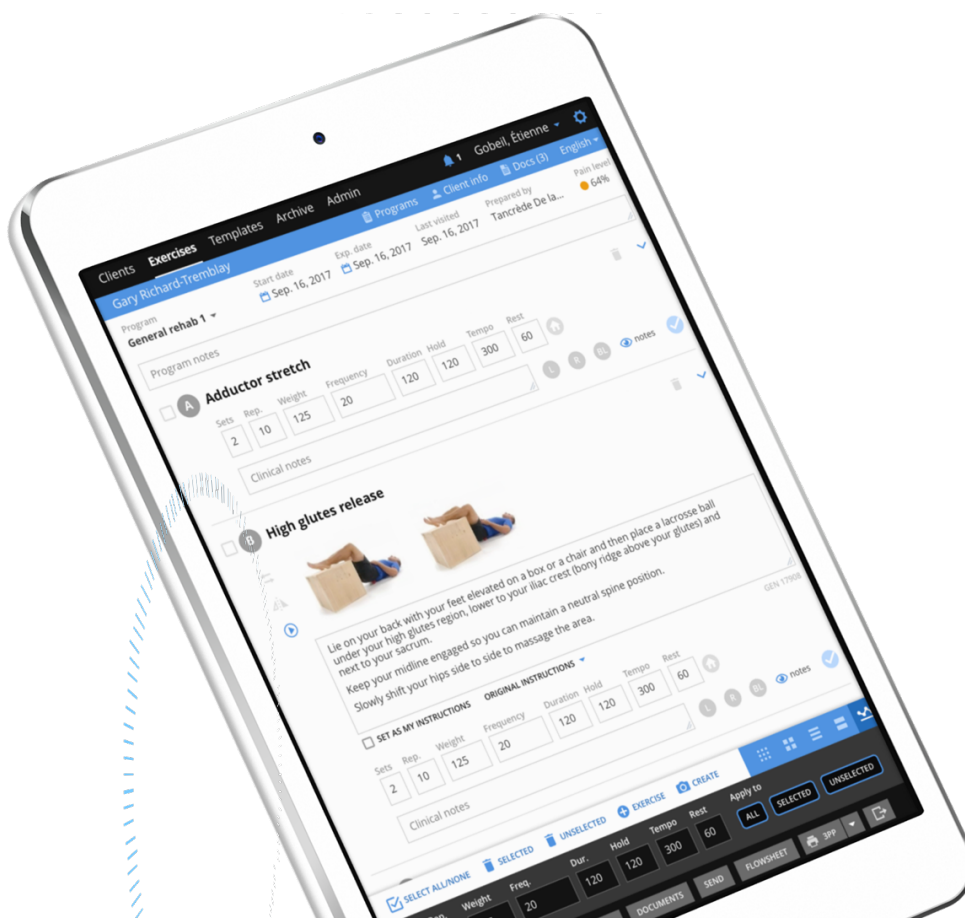 1 Gobeil, Étienne
Clients Exercises Templates Archive Admin
Gary Richard-Tremblay Programs Client info Docs (3) English
Program Start date Exp. date Last visited Prepared by Pain level
General rehab 1 Sep. 16, 2017 Sep. 16, 2017 Sep. 16, 2017 Tancrède De la... 64%
Program notes
A Adductor stretch
Sets Rep. Weight Frequency Duration Hold Tempo Rest
2 10 125 20 120 120 300 60
Clinical notes L R BL notes
B High glutes release
Lie on your back with your feet elevated on a box or a chair and then place a lacrosse ball
under your high glutes region, lower to your iliac crest (bony ridge above your glutes) and
next to your sacrum.
Keep your midline engaged so you can maintain a neutral spine position.
Slowly shift your hips side to side to massage the area.
GEN 17908
SET AS MY INSTRUCTIONS ORIGINAL INSTRUCTIONS
Sets Rep. Weight Frequency Duration Hold Tempo Rest
2 10 125 20 120 120 300 60
Clinical notes L R BL notes
SELECT ALL/NONE SELECTED UNSELECTED EXERCISE CREATE
Weight Freq. Dur. Hold Tempo Rest Apply to
20 120 120 300 60 ALL SELECTED UNSELECTED
DOCUMENTS SEND FLOWSHEET 3PP